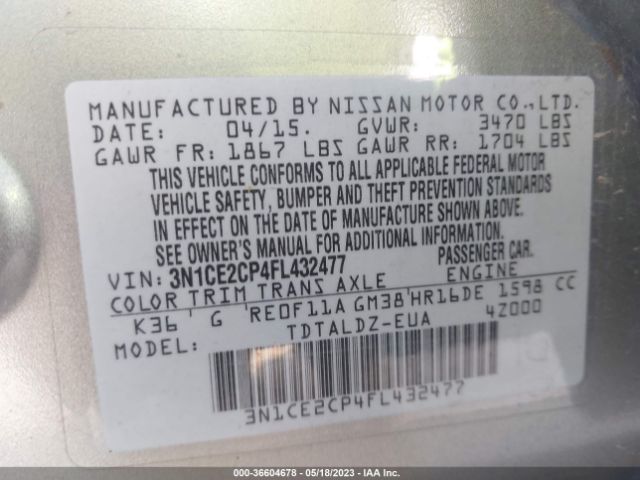 MANUFACTURED BY NISSAN MOTOR CO.,LTD.
DATE: 04/15. GVWR: 3470 LBS
GAWR FR: 1867 LBS GAWR RR: 1704 LBS
THIS VEHICLE CONFORMS TO ALL APPLICABLE FEDERAL MOTOR
VEHICLE SAFETY, BUMPER AND THEFT PREVENTION STANDARDS
IN EFFECT ON THE DATE OF MANUFACTURE SHOWN ABOVE.
SEE OWNER'S MANUAL FOR ADDITIONAL INFORMATION.
VIN: 3N1CE2CP4FL432477 PASSENGER CAR.
COLOR TRIM TRANS AXLE ENGINE
K36 G RE0F11A GM38 HR16DE 1598 CC
MODEL: TDTALDZ-EUA 4Z000
3N1CE2CP4FL432477
000-36604678 - 05/18/2023 - IAA Inc.